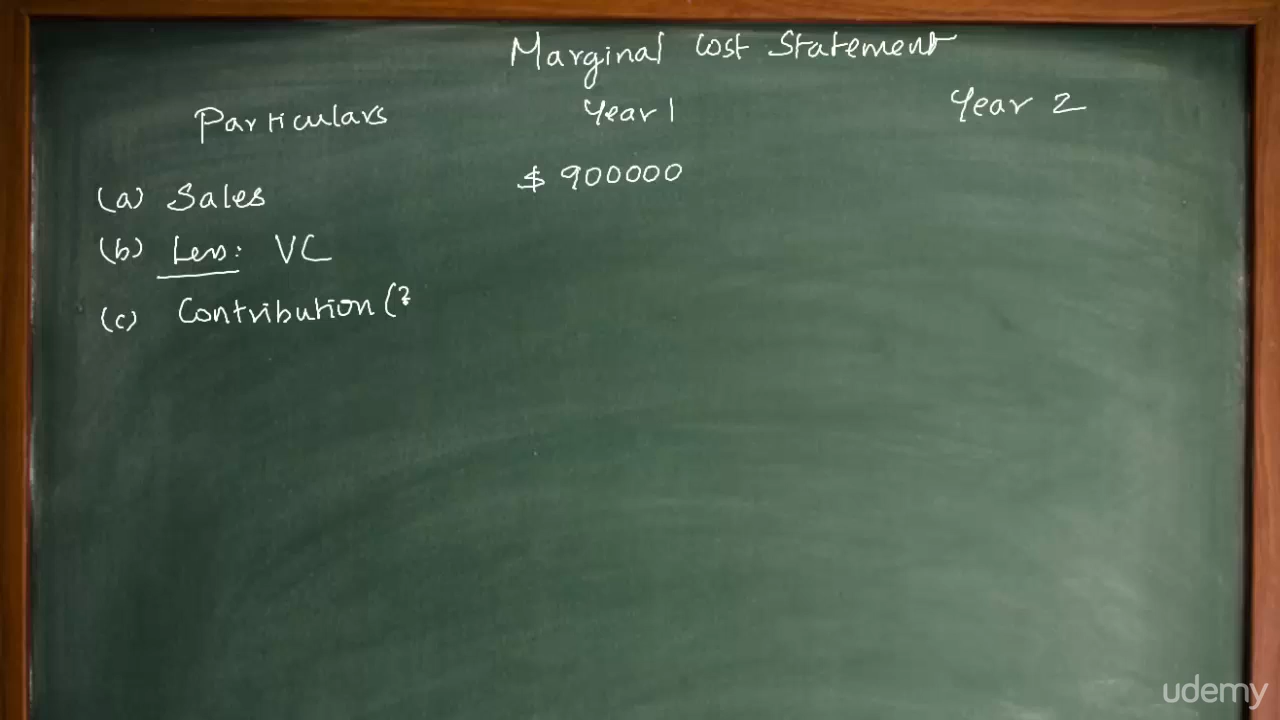 Marginal Cost Statement
Particulars Year 1 Year 2
(a) Sales $ 900000
(b) Less: VC
(c) Contribution (
udemy